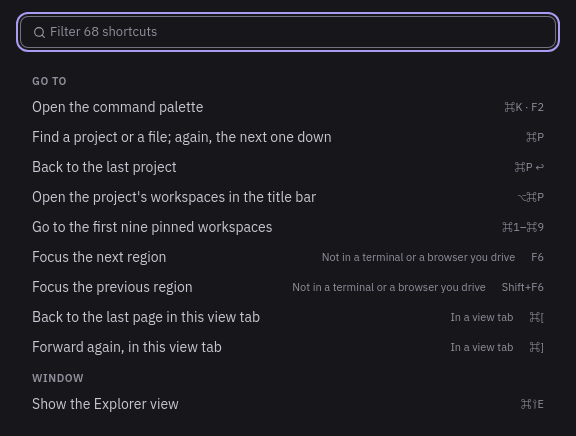 Filter 68 shortcuts
GO TO
Open the command palette ⌘K · F2
Find a project or a file; again, the next one down ⌘P
Back to the last project ⌘P ↩
Open the project's workspaces in the title bar ⌥⌘P
Go to the first nine pinned workspaces ⌘1–⌘9
Focus the next region Not in a terminal or a browser you drive F6
Focus the previous region Not in a terminal or a browser you drive Shift+F6
Back to the last page in this view tab In a view tab ⌘[
Forward again, in this view tab In a view tab ⌘]
WINDOW
Show the Explorer view ⌘⇧E